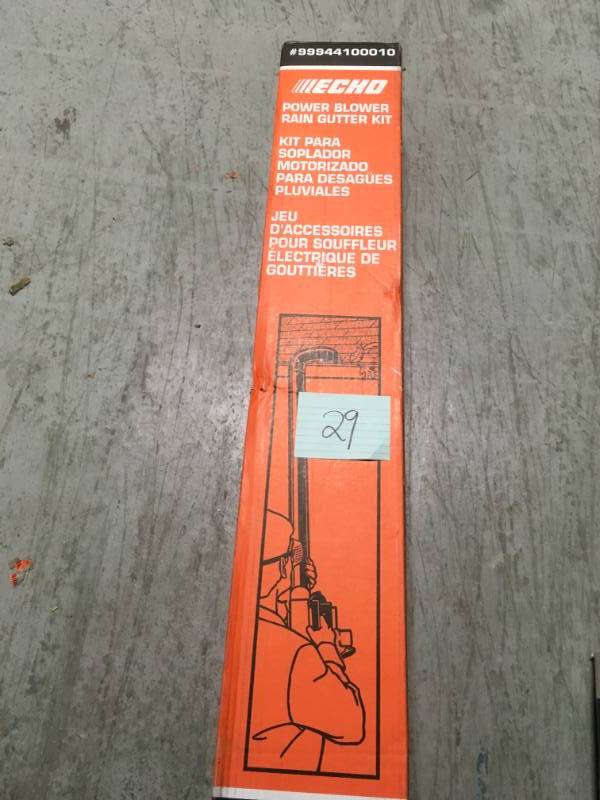 #99944100010
ECHO
POWER BLOWER
RAIN GUTTER KIT
KIT PARA
SOPLADOR
MOTORIZADO
PARA DESAGÜES
PLUVIALES
JEU
D'ACCESSOIRES
POUR SOUFFLEUR
ÉLECTRIQUE DE
GOUTTIÈRES
29